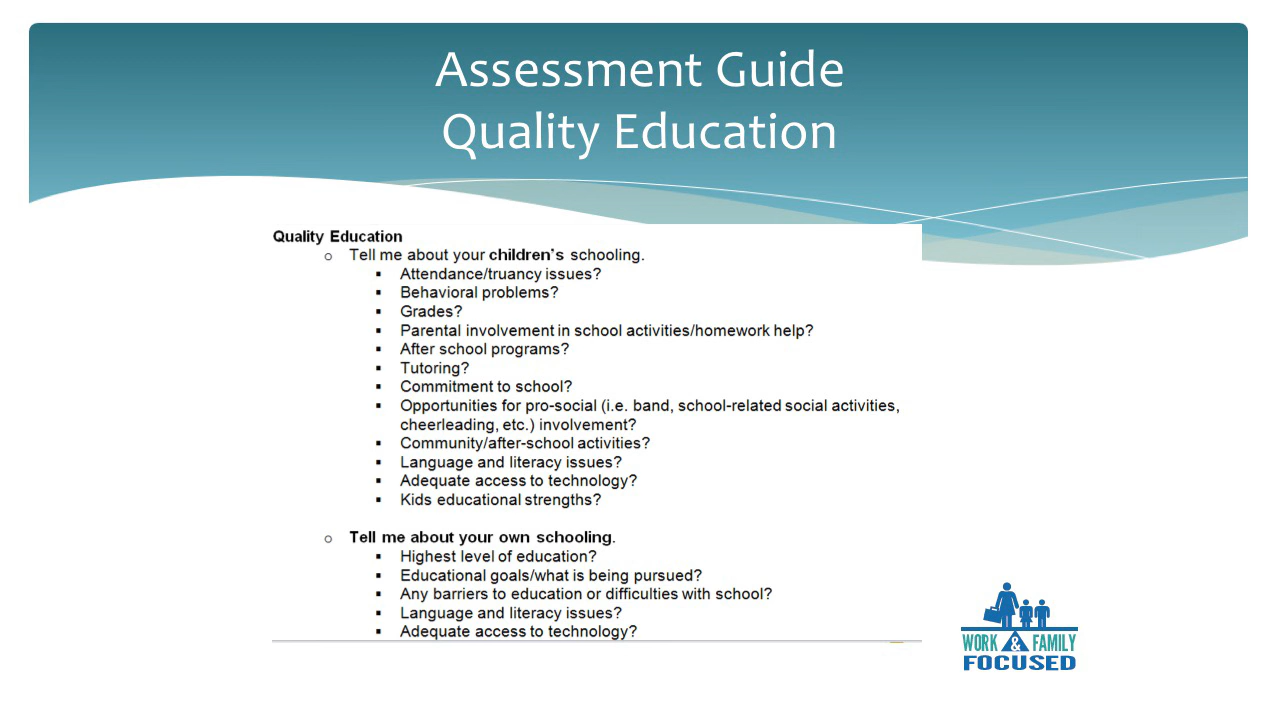 Assessment Guide
Quality Education
Quality Education
o Tell me about your children's schooling.
▪ Attendance/truancy issues?
▪ Behavioral problems?
▪ Grades?
▪ Parental involvement in school activities/homework help?
▪ After school programs?
▪ Tutoring?
▪ Commitment to school?
▪ Opportunities for pro-social (i.e. band, school-related social activities,
cheerleading, etc.) involvement?
▪ Community/after-school activities?
▪ Language and literacy issues?
▪ Adequate access to technology?
▪ Kids educational strengths?
o Tell me about your own schooling.
▪ Highest level of education?
▪ Educational goals/what is being pursued?
▪ Any barriers to education or difficulties with school?
▪ Language and literacy issues?
▪ Adequate access to technology?
WORK & FAMILY
FOCUSED